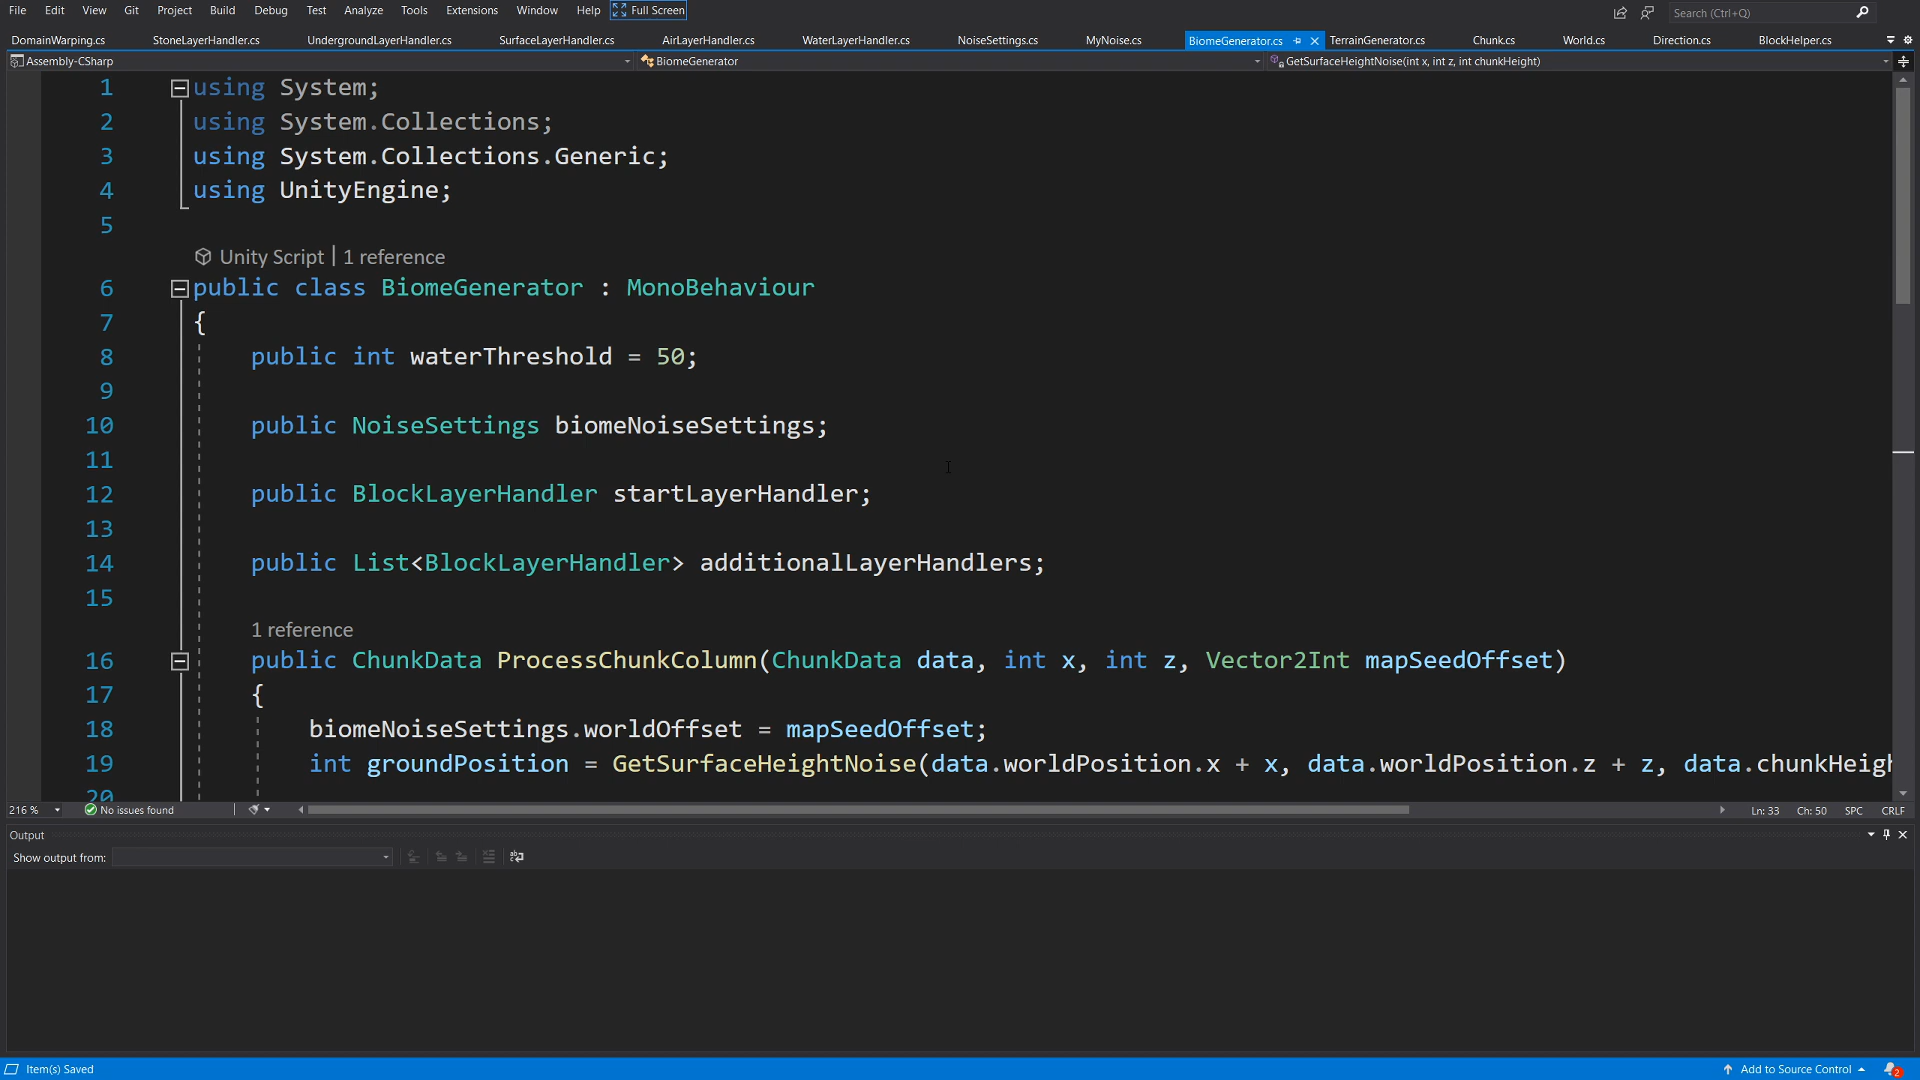 File Edit View Git Project Build Debug Test Analyze Tools Extensions Window Help Full Screen Search (Ctrl+Q)
DomainWarping.cs StoneLayerHandler.cs UndergroundLayerHandler.cs SurfaceLayerHandler.cs AirLayerHandler.cs WaterLayerHandler.cs NoiseSettings.cs MyNoise.cs BiomeGenerator.cs TerrainGenerator.cs Chunk.cs World.cs Direction.cs BlockHelper.cs
Assembly-CSharp BiomeGenerator GetSurfaceHeightNoise(int x, int z, int chunkHeight)
1 using System;
2 using System.Collections;
3 using System.Collections.Generic;
4 using UnityEngine;
5
Unity Script | 1 reference
6 public class BiomeGenerator : MonoBehaviour
7 {
8 public int waterThreshold = 50;
9
10 public NoiseSettings biomeNoiseSettings;
11
12 public BlockLayerHandler startLayerHandler;
13
14 public List<BlockLayerHandler> additionalLayerHandlers;
15
1 reference
16 public ChunkData ProcessChunkColumn(ChunkData data, int x, int z, Vector2Int mapSeedOffset)
17 {
18 biomeNoiseSettings.worldOffset = mapSeedOffset;
19 int groundPosition = GetSurfaceHeightNoise(data.worldPosition.x + x, data.worldPosition.z + z, data.chunkHeigh
20
216 % No issues found Ln: 33 Ch: 50 SPC CRLF
Output
Show output from:
Item(s) Saved Add to Source Control 2